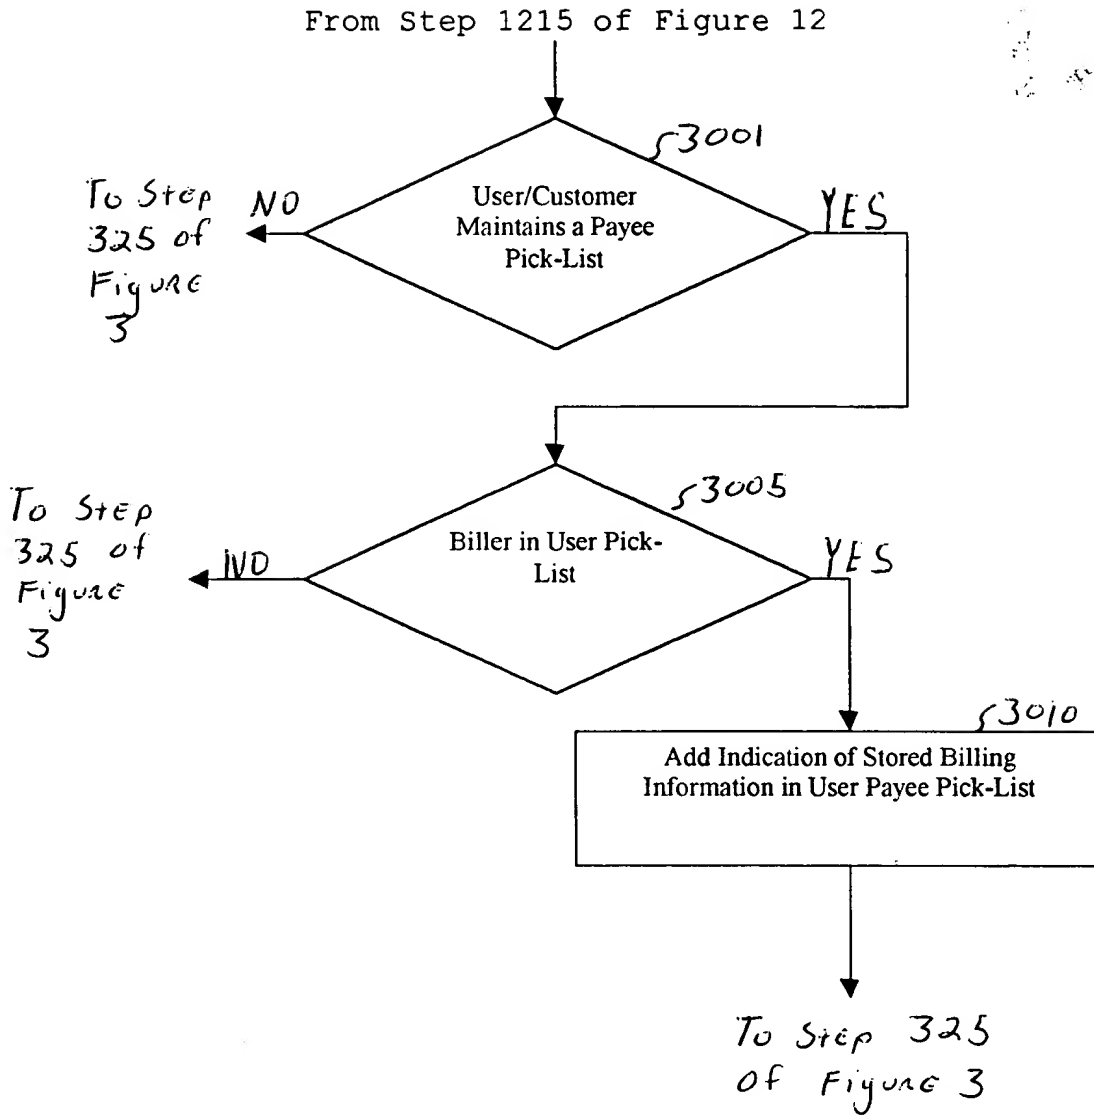 From Step 1215 of Figure 12
3001
User/Customer
Maintains a Payee
Pick-List
NO
YES
To Step
325 of
Figure
3
3005
Biller in User Pick-
List
NO
YES
To Step
325 of
Figure
3
3010
Add Indication of Stored Billing
Information in User Payee Pick-List
To Step 325
of Figure 3